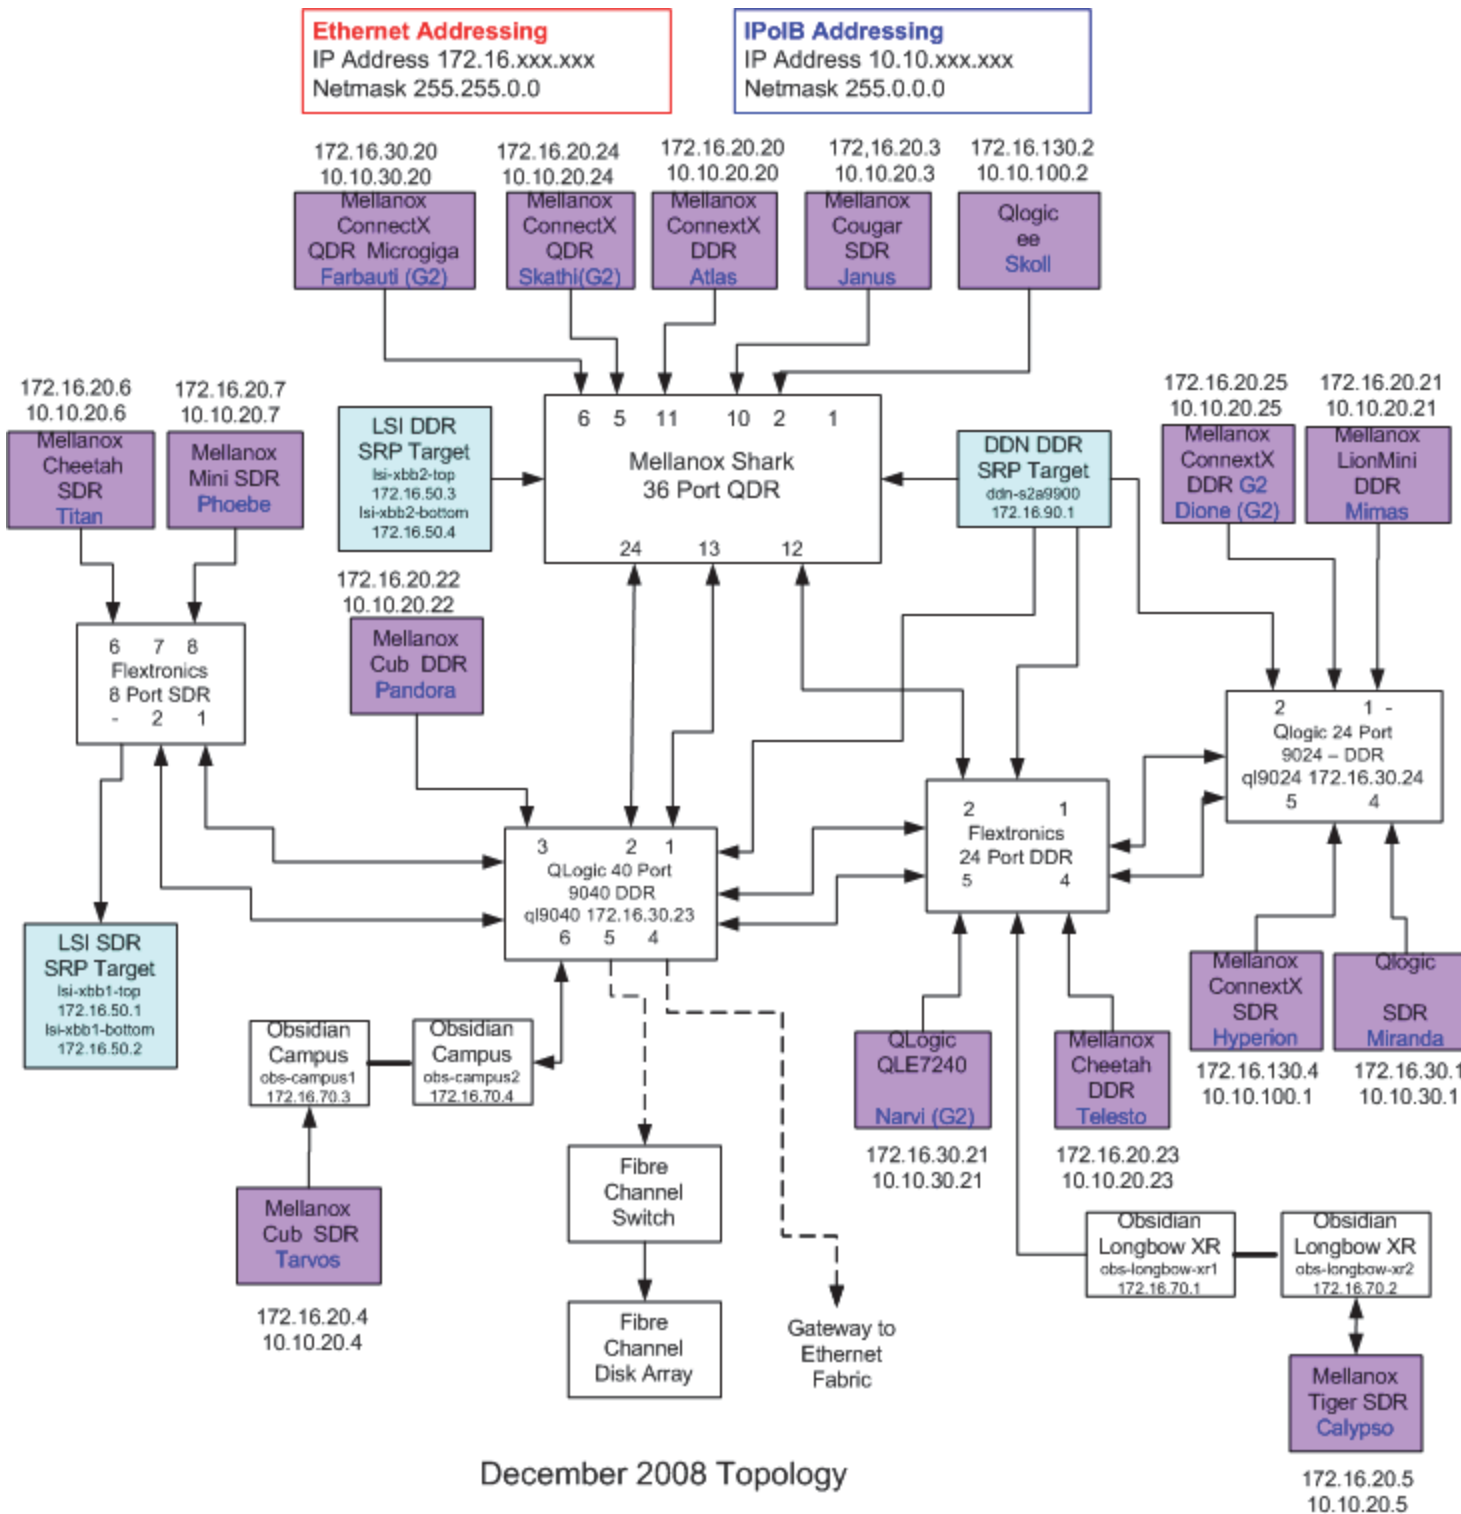 Ethernet Addressing
IP Address 172.16.xxx.xxx
Netmask 255.255.0.0
IPoIB Addressing
IP Address 10.10.xxx.xxx
Netmask 255.0.0.0
172.16.30.20
10.10.30.20
Mellanox
ConnectX
QDR Microgiga
Farbauti (G2)
172.16.20.24
10.10.20.24
Mellanox
ConnectX
QDR
Skathi(G2)
172.16.20.20
10.10.20.20
Mellanox
ConnextX
DDR
Atlas
172,16.20.3
10.10.20.3
Mellanox
Cougar
SDR
Janus
172.16.130.2
10.10.100.2
Qlogic
ee
Skoll
172.16.20.6
10.10.20.6
Mellanox
Cheetah
SDR
Titan
172.16.20.7
10.10.20.7
Mellanox
Mini SDR
Phoebe
LSI DDR
SRP Target
lsi-xbb2-top
172.16.50.3
lsi-xbb2-bottom
172.16.50.4
6 5 11 10 2 1
Mellanox Shark
36 Port QDR
24 13 12
DDN DDR
SRP Target
ddn-s2a9900
172.16.90.1
172.16.20.25
10.10.20.25
Mellanox
ConnextX
DDR G2
Dione (G2)
172.16.20.21
10.10.20.21
Mellanox
LionMini
DDR
Mimas
172.16.20.22
10.10.20.22
Mellanox
Cub DDR
Pandora
6 7 8
Flextronics
8 Port SDR
- 2 1
2 1 -
Qlogic 24 Port
9024 – DDR
ql9024 172.16.30.24
5 4
3 2 1
QLogic 40 Port
9040 DDR
ql9040 172.16.30.23
6 5 4
2 1
Flextronics
24 Port DDR
5 4
LSI SDR
SRP Target
lsi-xbb1-top
172.16.50.1
lsi-xbb1-bottom
172.16.50.2
Obsidian
Campus
obs-campus1
172.16.70.3
Obsidian
Campus
obs-campus2
172.16.70.4
QLogic
QLE7240
Narvi (G2)
172.16.30.21
10.10.30.21
Mellanox
Cheetah
DDR
Telesto
172.16.20.23
10.10.20.23
Mellanox
ConnextX
SDR
Hyperion
172.16.130.4
10.10.100.1
Qlogic
SDR
Miranda
172.16.30.1
10.10.30.1
Mellanox
Cub SDR
Tarvos
172.16.20.4
10.10.20.4
Fibre
Channel
Switch
Fibre
Channel
Disk Array
Gateway to
Ethernet
Fabric
Obsidian
Longbow XR
obs-longbow-xr1
172.16.70.1
Obsidian
Longbow XR
obs-longbow-xr2
172.16.70.2
Mellanox
Tiger SDR
Calypso
172.16.20.5
10.10.20.5
December 2008 Topology